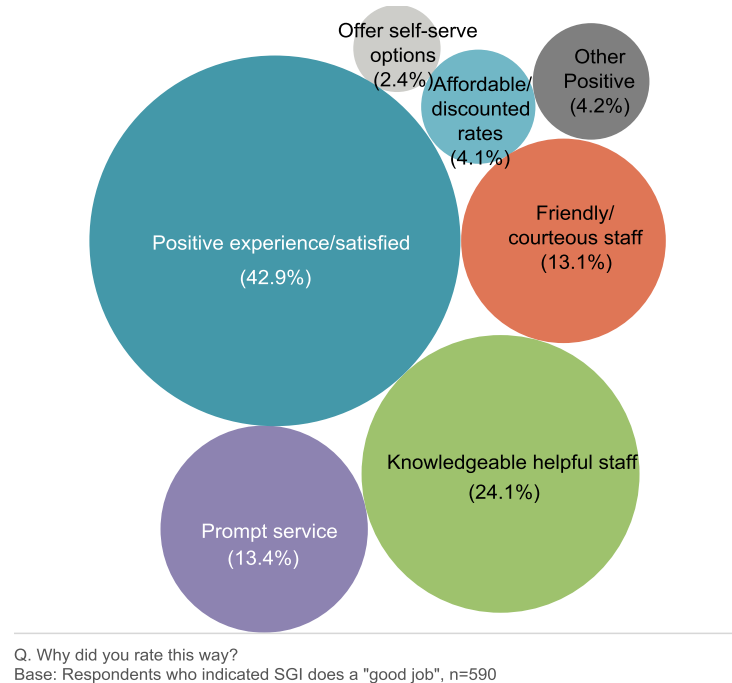 Offer self-serve
options
(2.4%)
Affordable/
discounted
rates
(4.1%)
Other
Positive
(4.2%)
Positive experience/satisfied
(42.9%)
Friendly/
courteous staff
(13.1%)
Knowledgeable helpful staff
(24.1%)
Prompt service
(13.4%)
Q. Why did you rate this way?
Base: Respondents who indicated SGI does a "good job", n=590